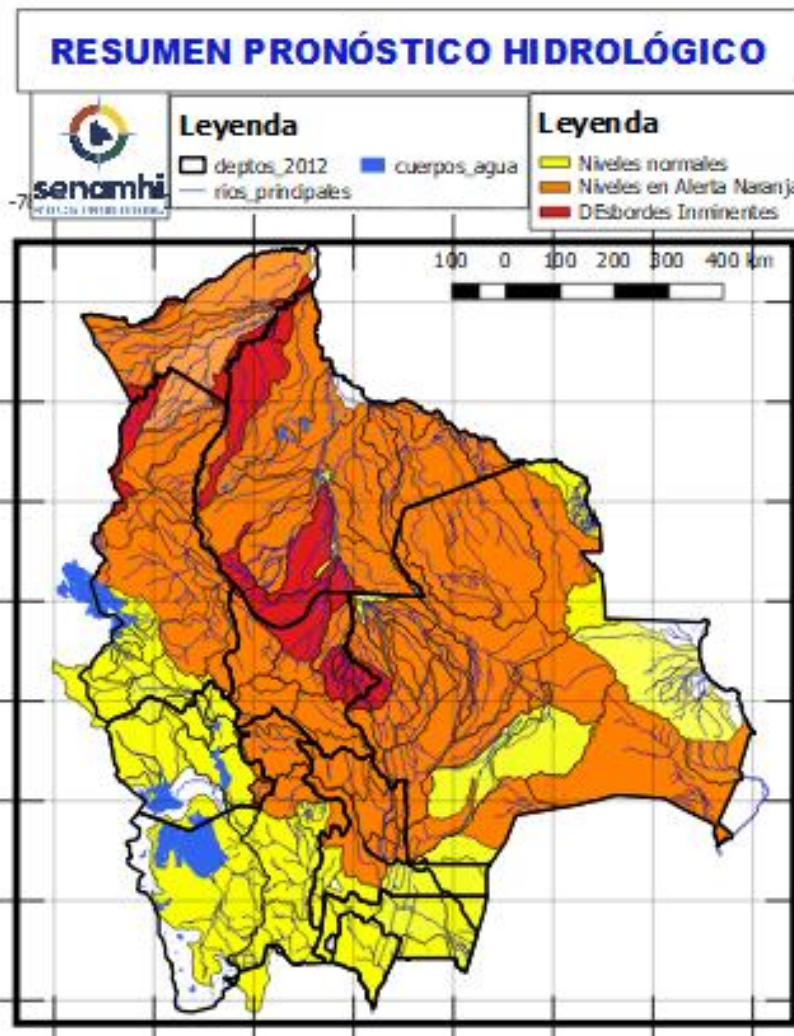 RESUMEN PRONÓSTICO HIDROLÓGICO
senamhi
Leyenda
deptos_2012
cuerpos_agua
rios_principales
Leyenda
Niveles normales
Niveles en Alerta Naranja
DEsbordes Inminentes
100 0 100 200 300 400 km